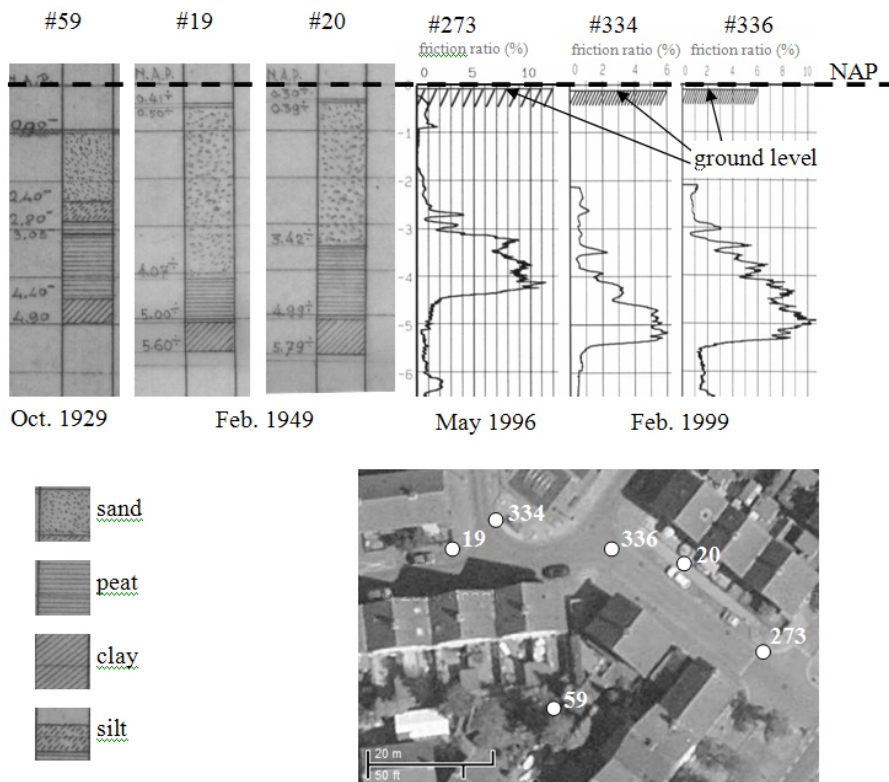 #59 #19 #20 #273 #334 #336
friction ratio (%) friction ratio (%) friction ratio (%)
NAP
N.A.P. N.A.P. N.A.P.
0 5 10
0 2 4 6
0 2 4 6 8 10
0.90-
2.40-
2.80-
3.05-
4.40-
4.90
0.41÷
0.50÷
4.07÷
5.00÷
5.60÷
0.30÷
0.39÷
3.42÷
4.99÷
5.79÷
-1
-2
-3
-4
-5
-6
ground level
Oct. 1929 Feb. 1949 May 1996 Feb. 1999
sand
peat
clay
silt
334
19
336
20
273
59
20 m
50 ft